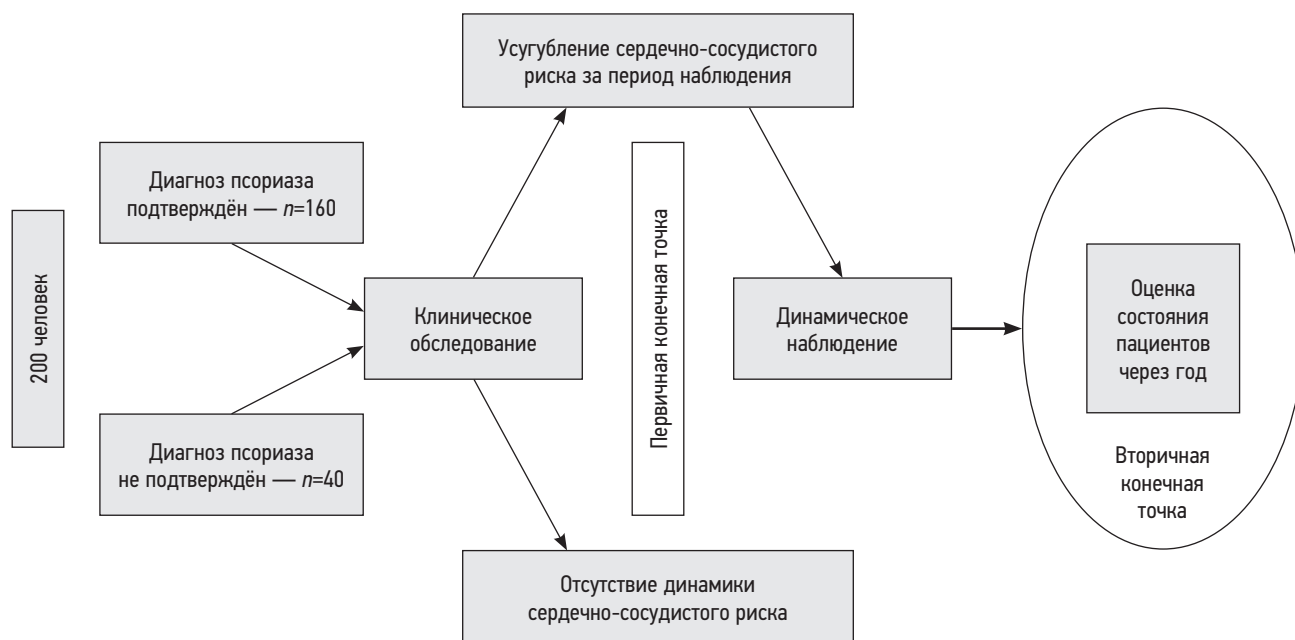 200 человек
Диагноз псориаза
подтверждён — n=160
Диагноз псориаза
не подтверждён — n=40
Клиническое
обследование
Усугубление сердечно-сосудистого
риска за период наблюдения
Первичная конечная точка
Отсутствие динамики
сердечно-сосудистого риска
Динамическое
наблюдение
Оценка
состояния
пациентов
через год
Вторичная
конечная
точка